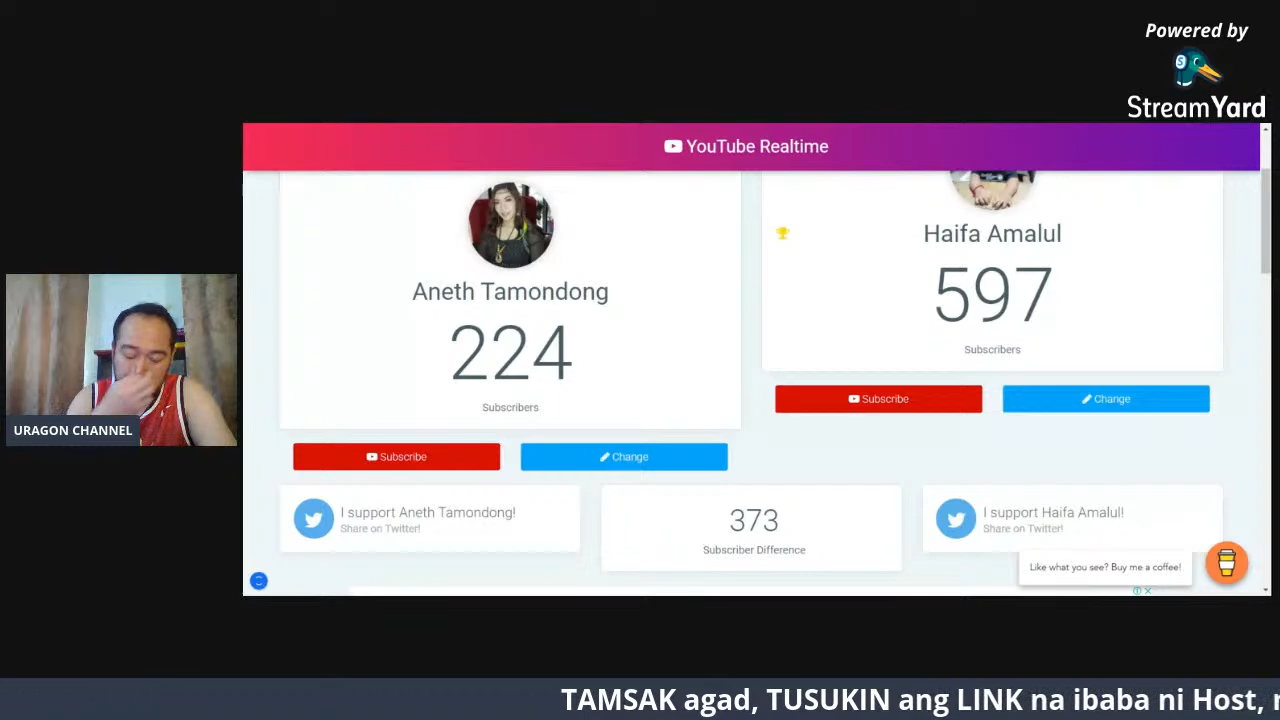 Powered by
StreamYard
YouTube Realtime
Aneth Tamondong
224
Subscribers
Subscribe
Change
Haifa Amalul
597
Subscribers
Subscribe
Change
I support Aneth Tamondong!
Share on Twitter!
373
Subscriber Difference
I support Haifa Amalul!
Share on Twitter!
Like what you see? Buy me a coffee!
URAGON CHANNEL
TAMSAK agad, TUSUKIN ang LINK na ibaba ni Host,